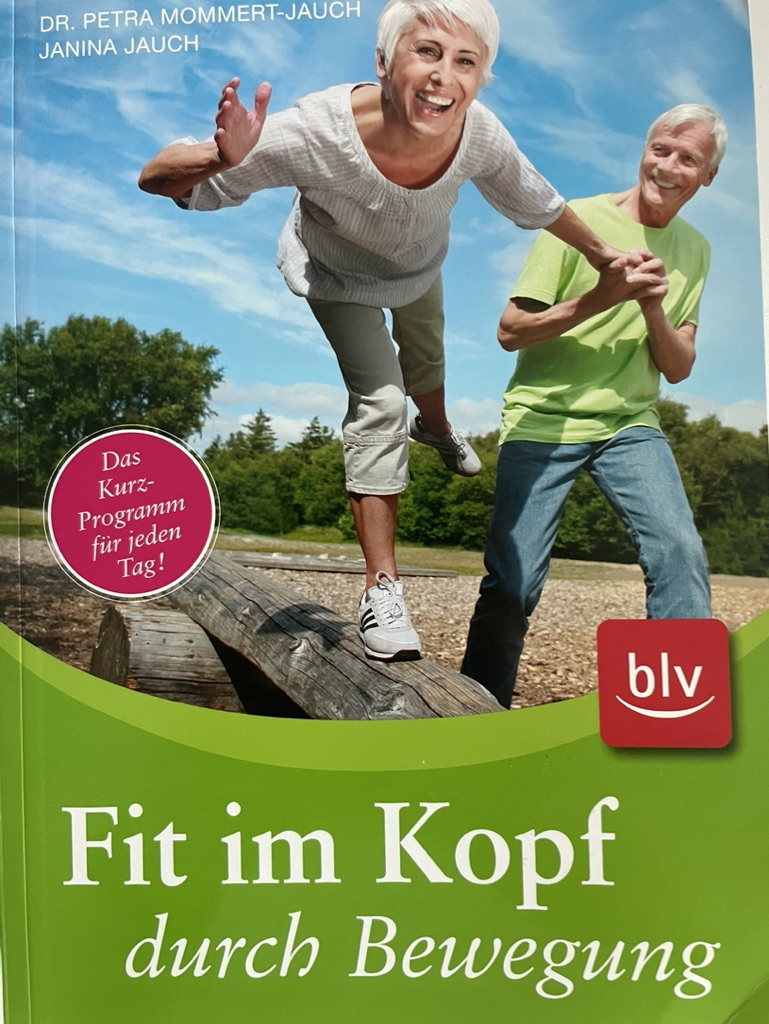 DR. PETRA MOMMERT-JAUCH
JANINA JAUCH
Das
Kurz-
Programm
für jeden
Tag!
blv
Fit im Kopf
durch Bewegung